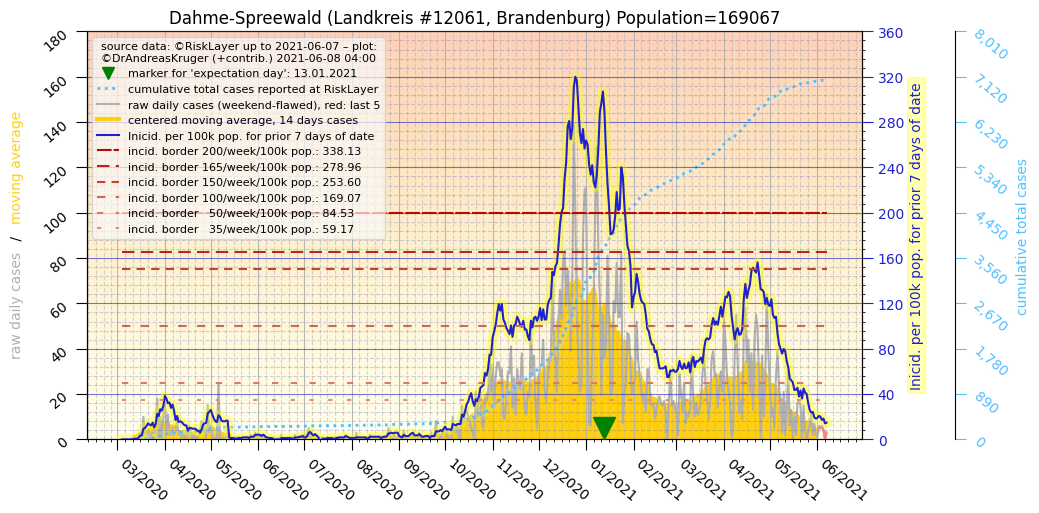 Dahme-Spreewald (Landkreis #12061, Brandenburg) Population=169067
source data: ©RiskLayer up to 2021-06-07 – plot:
©DrAndreasKruger (+contrib.) 2021-06-08 04:00
marker for 'expectation day': 13.01.2021
cumulative total cases reported at RiskLayer
raw daily cases (weekend-flawed), red: last 5
centered moving average, 14 days cases
Inicid. per 100k pop. for prior 7 days of date
incid. border 200/week/100k pop.: 338.13
incid. border 165/week/100k pop.: 278.96
incid. border 150/week/100k pop.: 253.60
incid. border 100/week/100k pop.: 169.07
incid. border   50/week/100k pop.: 84.53
incid. border   35/week/100k pop.: 59.17
raw daily cases / moving average
180
160
140
120
100
80
60
40
20
0
03/2020
04/2020
05/2020
06/2020
07/2020
08/2020
09/2020
10/2020
11/2020
12/2020
01/2021
02/2021
03/2021
04/2021
05/2021
06/2021
360
320
280
240
200
160
120
80
40
0
Inicid. per 100k pop. for prior 7 days of date
8,010
7,120
6,230
5,340
4,450
3,560
2,670
1,780
890
0
cumulative total cases